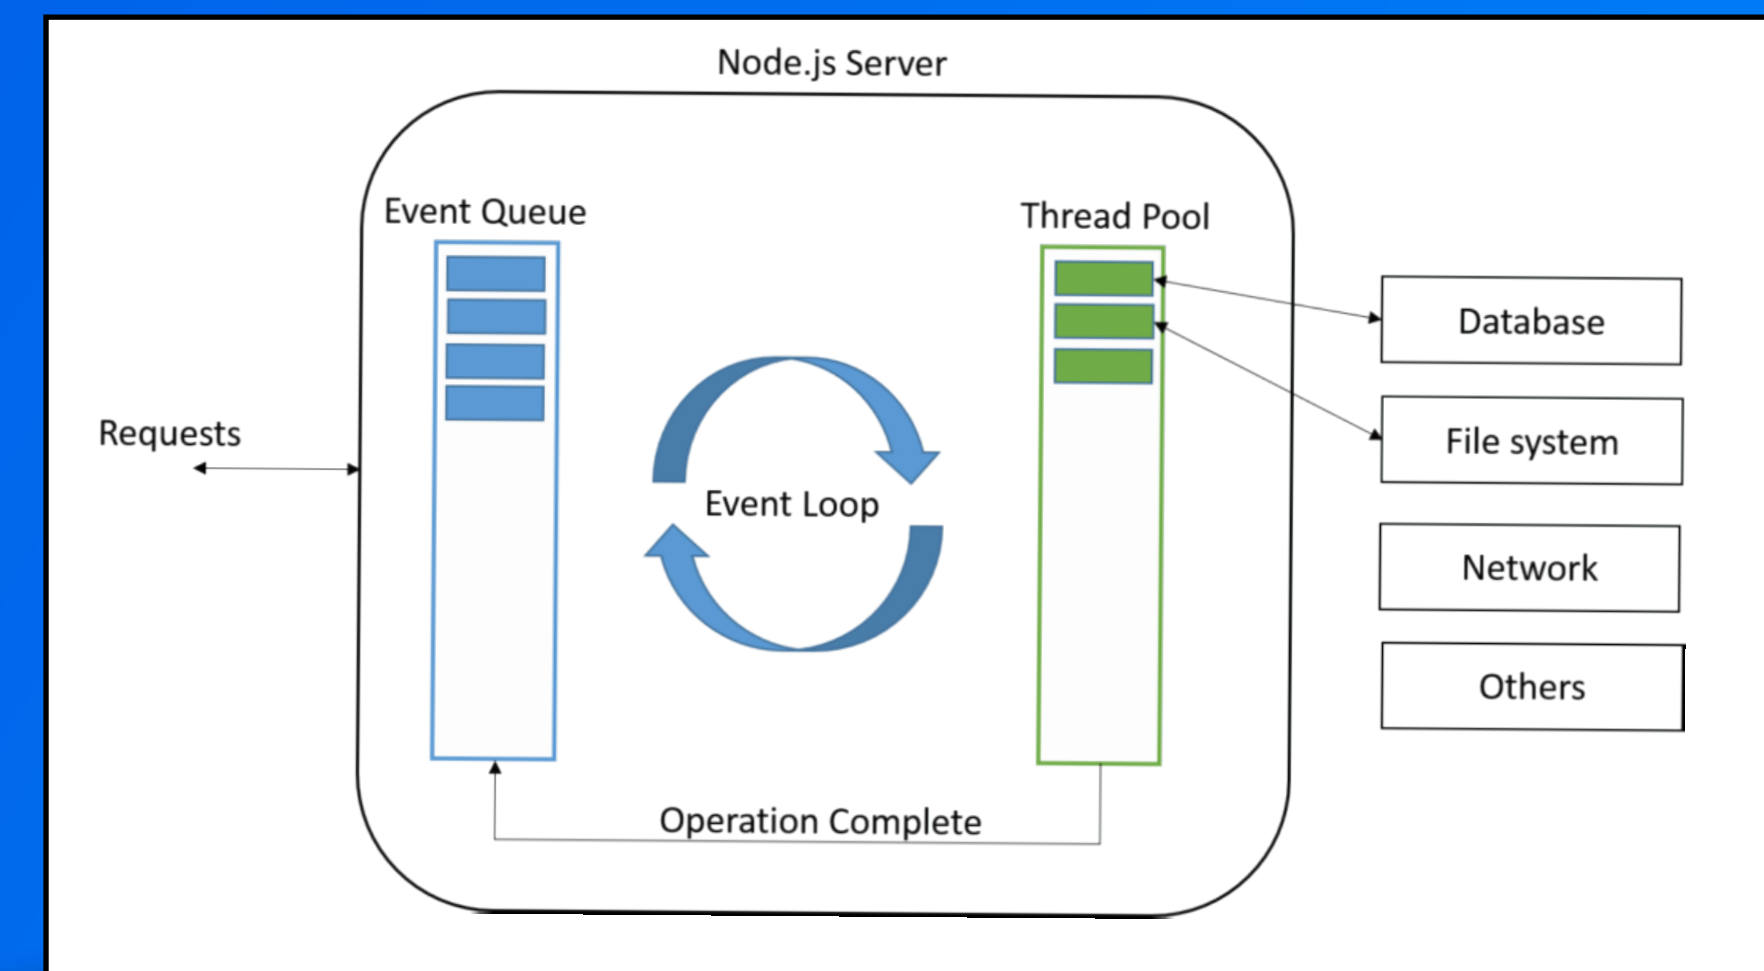 Node.js Server
Event Queue
Thread Pool
Database
Requests
File system
Event Loop
Network
Others
Operation Complete